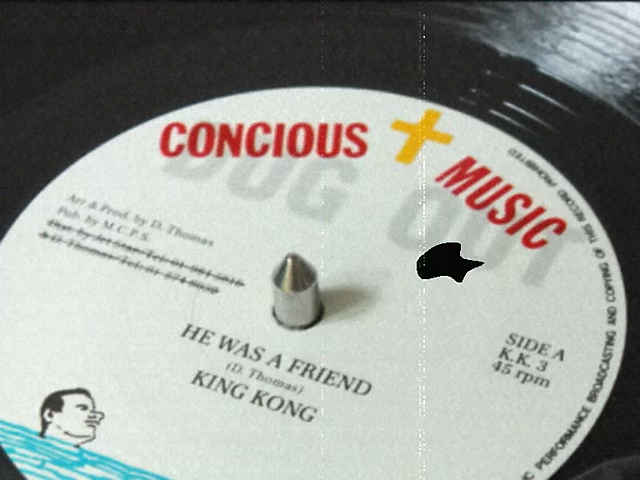 CONCIOUS + MUSIC
DUG OUT
Arr & Prod. by D. Thomas
Pub. by M.C.P.S.
HE WAS A FRIEND
(D. Thomas)
KING KONG
SIDE A
K.K. 3
45 rpm
PERFORMANCE BROADCASTING AND COPYING OF THIS RECORD PROHIBITED